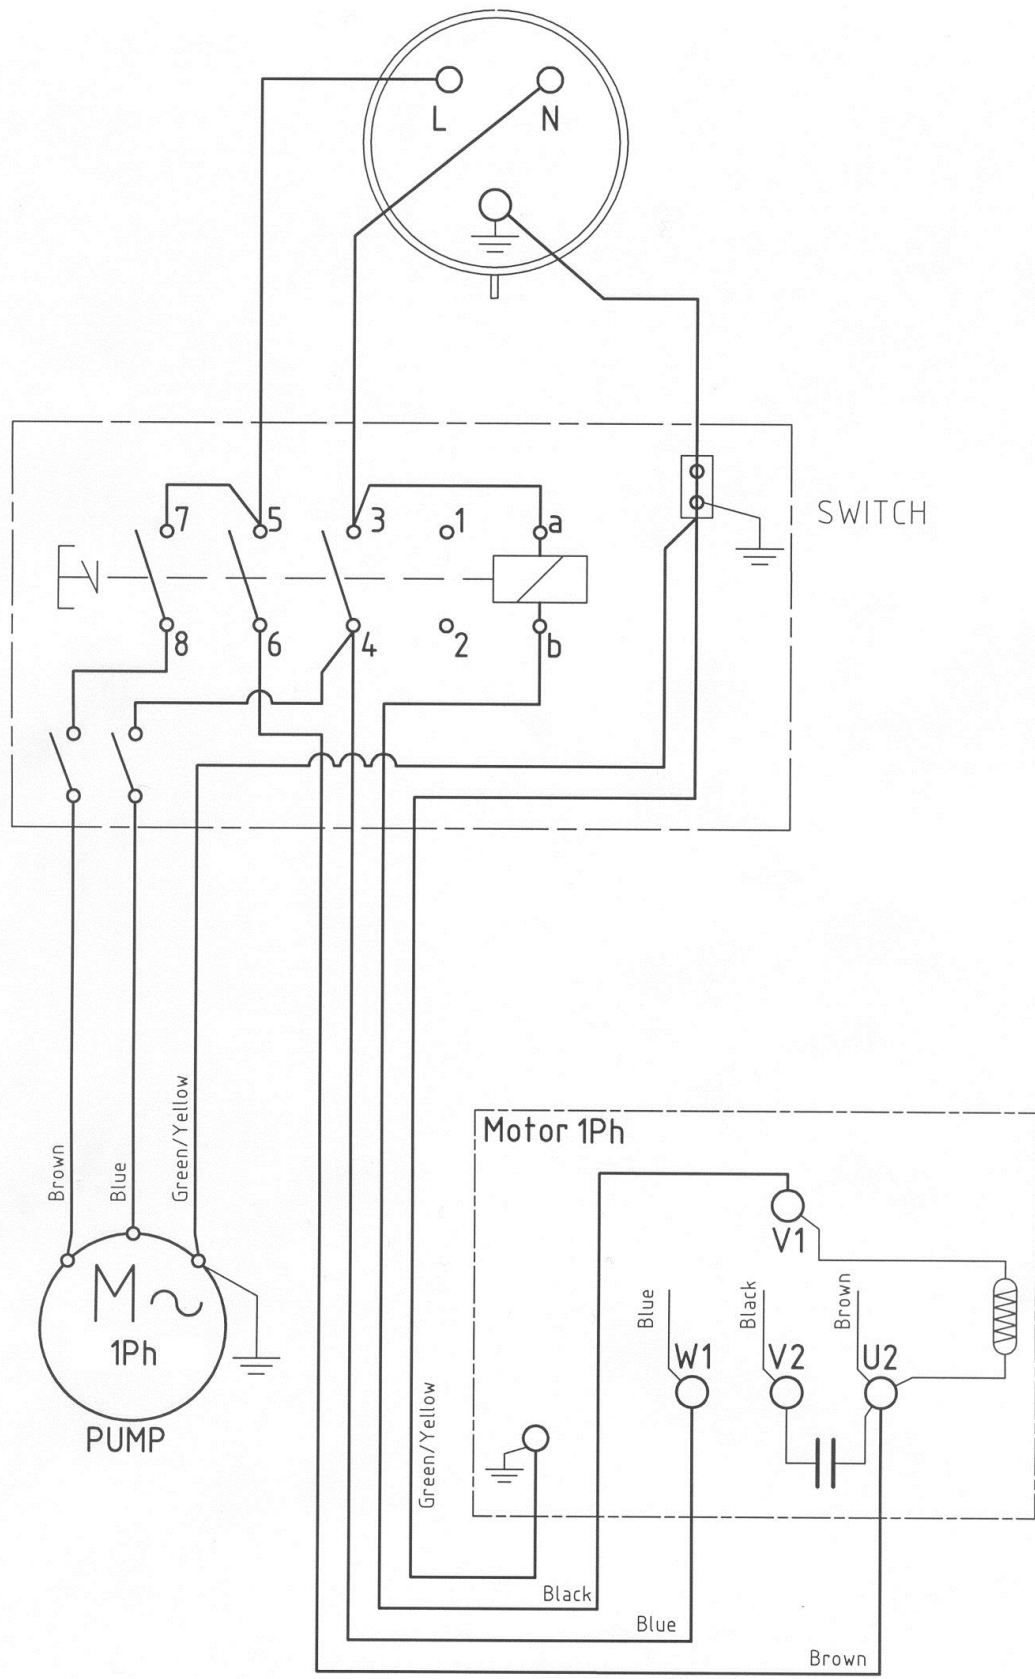 L
N
7
5
3
1
a
SWITCH
8
6
4
2
b
Motor 1Ph
Green/Yellow
Brown
Blue
V1
M
1Ph
PUMP
Blue
Black
Brown
W1
V2
U2
Green/Yellow
Black
Blue
Brown